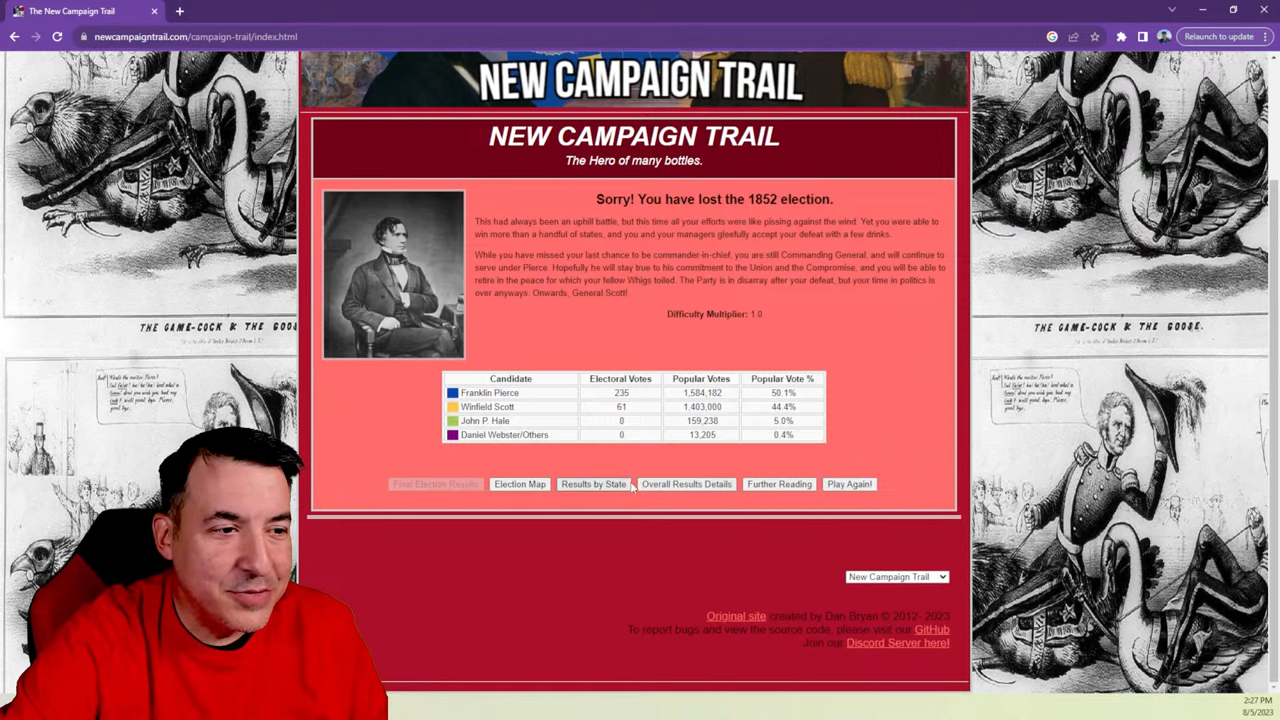 The New Campaign Trail
newcampaigntrail.com/campaign-trail/index.html
Relaunch to update
NEW CAMPAIGN TRAIL
NEW CAMPAIGN TRAIL
The Hero of many bottles.
Sorry! You have lost the 1852 election.
This had always been an uphill battle, but this time all your efforts were like pissing against the wind. Yet you were able to
win more than a handful of states, and you and your managers gleefully accept your defeat with a few drinks.
While you have missed your last chance to be commander-in-chief, you are still Commanding General, and will continue to
serve under Pierce. Hopefully he will stay true to his commitment to the Union and the Compromise, and you will be able to
retire in the peace for which your fellow Whigs toiled. The Party is in disarray after your defeat, but your time in politics is
over anyways. Onwards, General Scott!
Difficulty Multiplier: 1.0
Candidate Electoral Votes Popular Votes Popular Vote %
Franklin Pierce 235 1,584,182 50.1%
Winfield Scott 61 1,403,000 44.4%
John P. Hale 0 159,238 5.0%
Daniel Webster/Others 0 13,205 0.4%
Final Election Results Election Map Results by State Overall Results Details Further Reading Play Again!
New Campaign Trail
Original site created by Dan Bryan © 2012- 2023
To report bugs and view the source code, please visit our GitHub
Join our Discord Server here!
THE GAME-COCK & THE GOOSE
THE GAME-COCK & THE GOOSE.
2:27 PM
8/5/2023